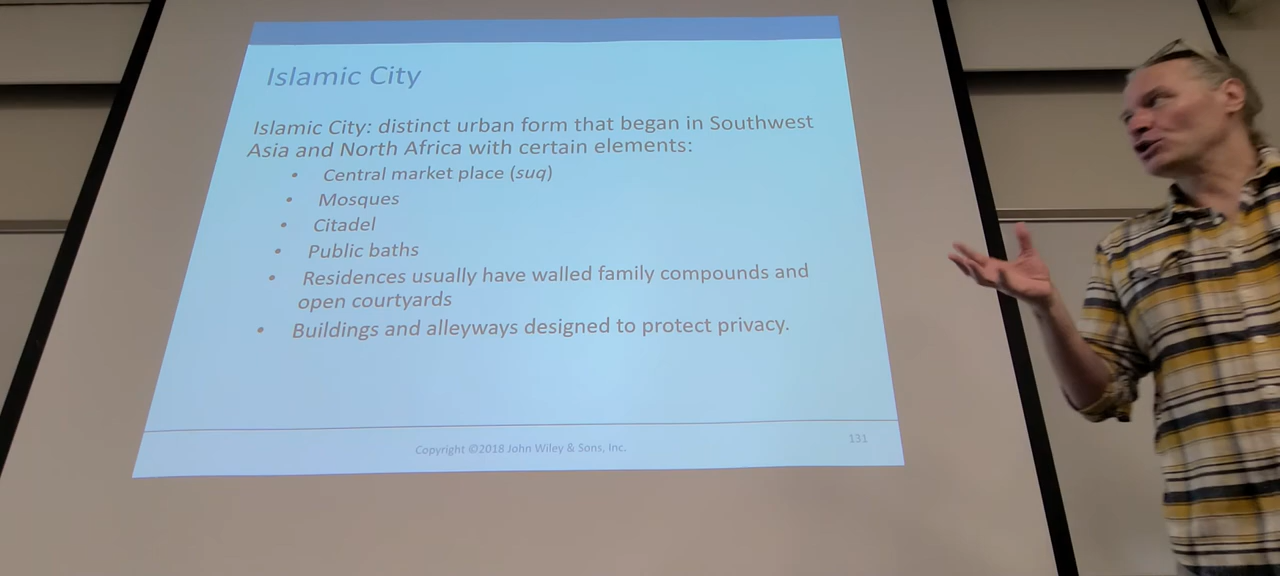 Islamic City
Islamic City: distinct urban form that began in Southwest
Asia and North Africa with certain elements:
• Central market place (suq)
• Mosques
• Citadel
• Public baths
• Residences usually have walled family compounds and
open courtyards
• Buildings and alleyways designed to protect privacy.
Copyright ©2018 John Wiley & Sons, Inc.
131